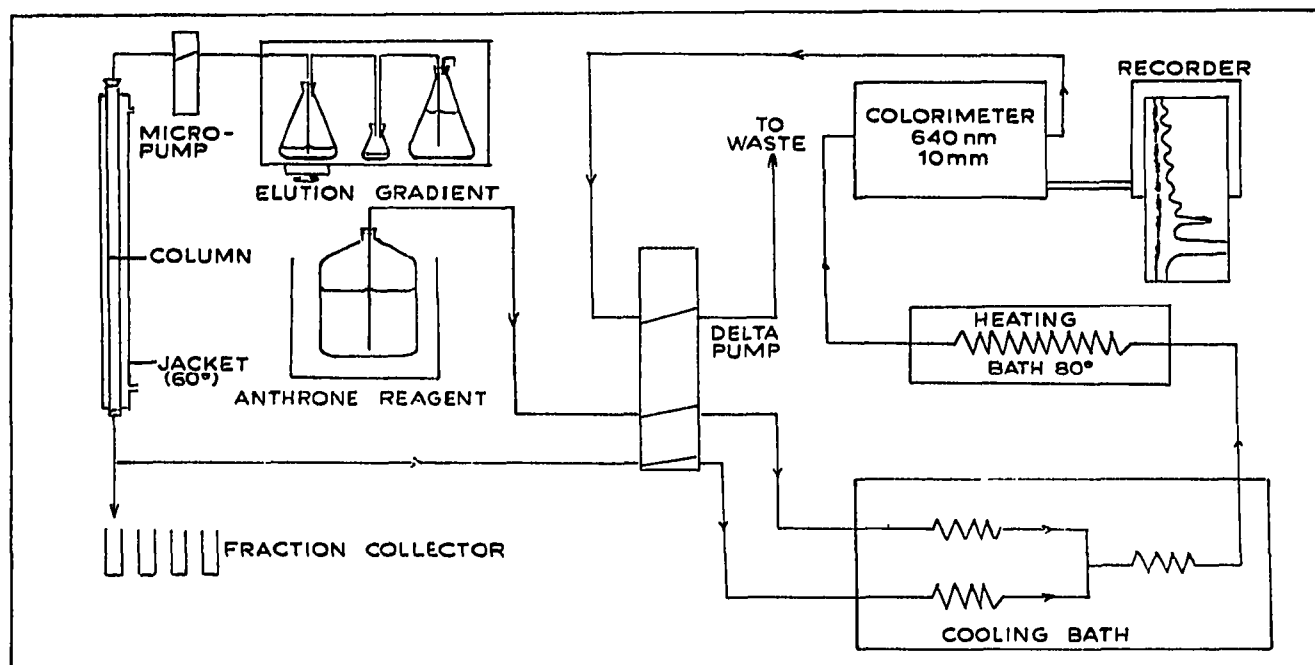 MICRO-
PUMP
ELUTION GRADIENT
COLUMN
JACKET
(60°)
ANTHRONE REAGENT
FRACTION COLLECTOR
TO
WASTE
DELTA
PUMP
COLORIMETER
640 nm
10mm
RECORDER
HEATING
BATH 80°
COOLING BATH